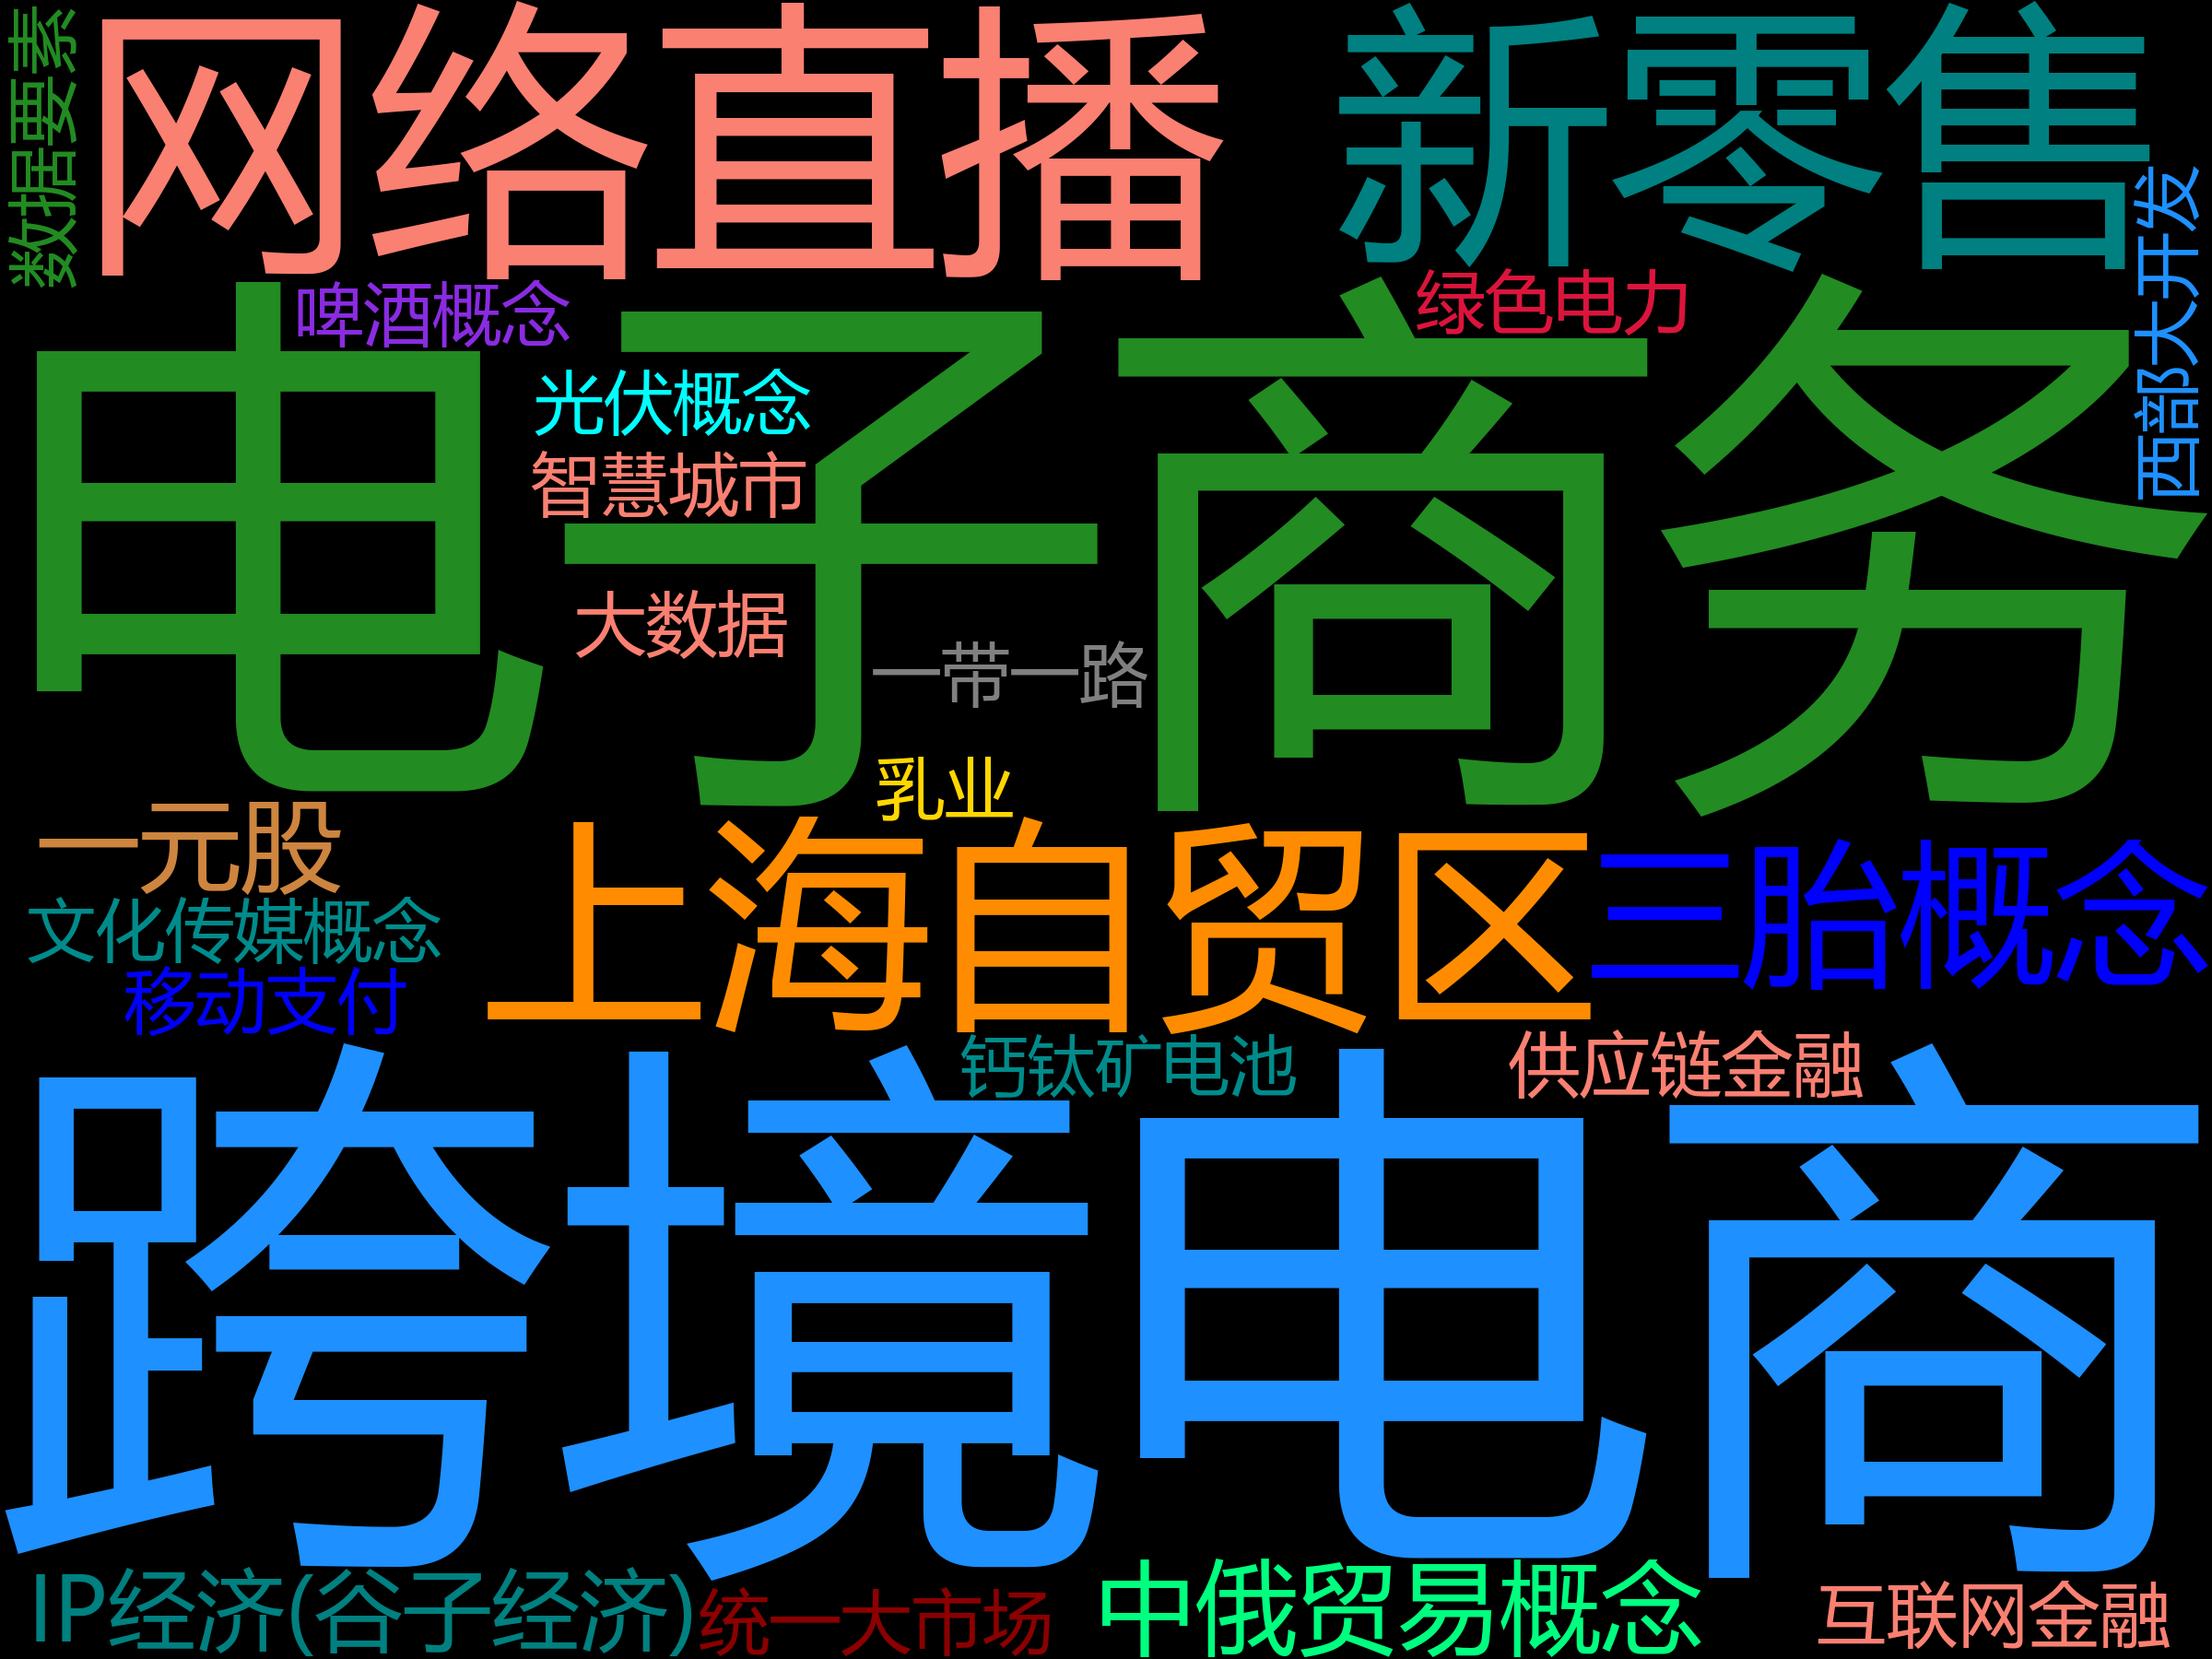 数据要素
网络直播
新零售
西部大开发
啤酒概念
绿色电力
电子商务
光伏概念
智慧城市
大数据
一带一路
乳业
一元股
上海自贸区
三胎概念
文化传媒概念
移动支付
钙钛矿电池
供应链金融
跨境电商
IP经济(谷子经济)
统一大市场
中俄贸易概念
互联网金融